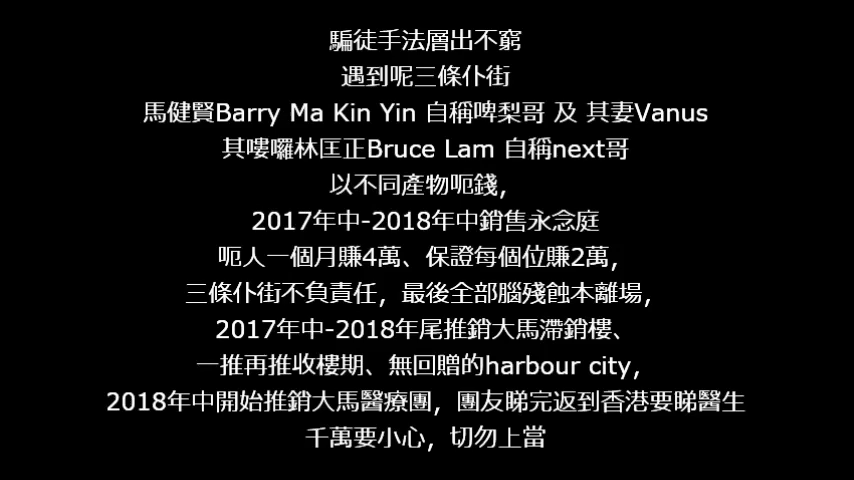 騙徒手法層出不窮
遇到呢三條仆街
馬健賢Barry Ma Kin Yin 自稱啤梨哥 及 其妻Vanus
其嘍囉林匡正Bruce Lam 自稱next哥
以不同產物呃錢，
2017年中-2018年中銷售永念庭
呃人一個月賺4萬、保證每個位賺2萬，
三條仆街不負責任，最後全部腦殘蝕本離場，
2017年中-2018年尾推銷大馬滯銷樓、
一推再推收樓期、無回贈的harbour city，
2018年中開始推銷大馬醫療團，團友睇完返到香港要睇醫生
千萬要小心，切勿上當